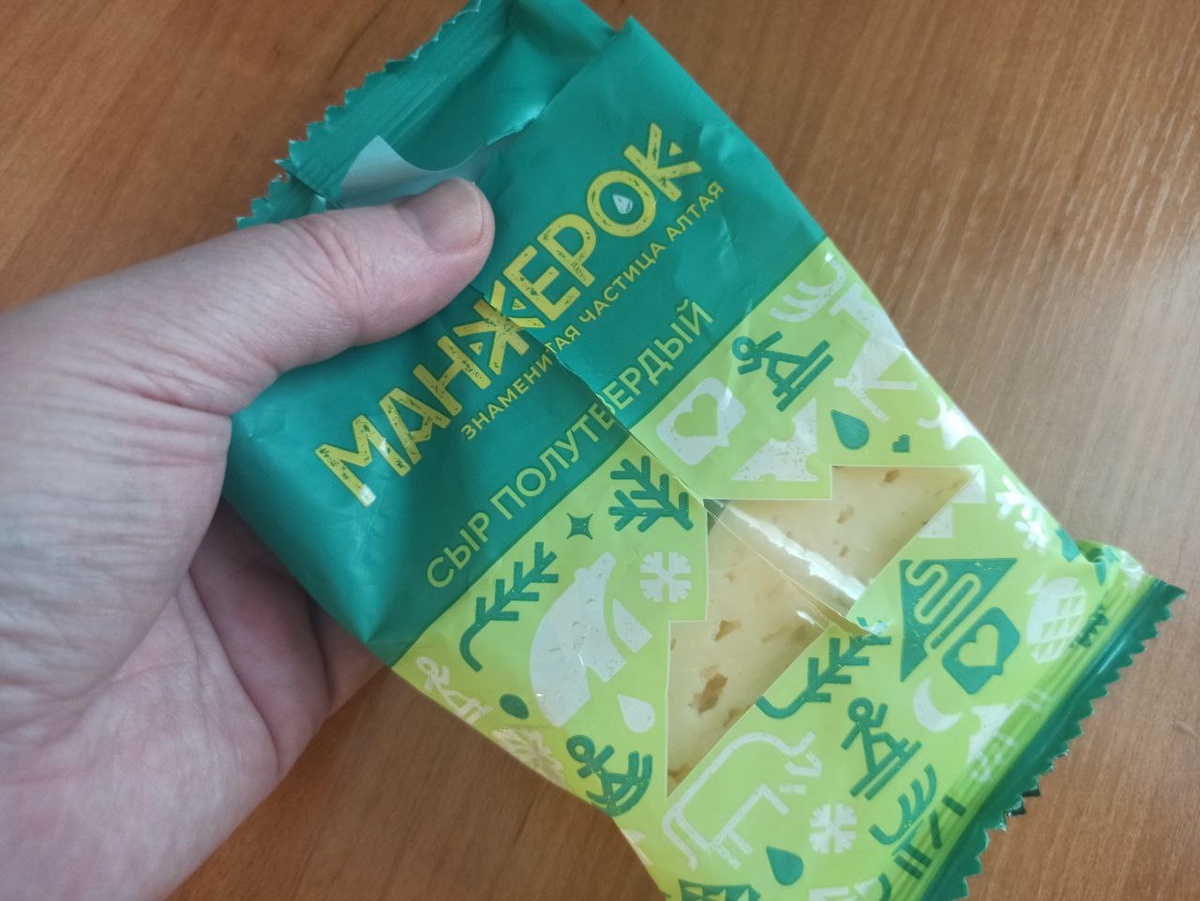 МАНЖЕРОК
ЗНАМЕНИТАЯ ЧАСТИЦА АЛТАЯ
СЫР ПОЛУТВЕРДЫЙ